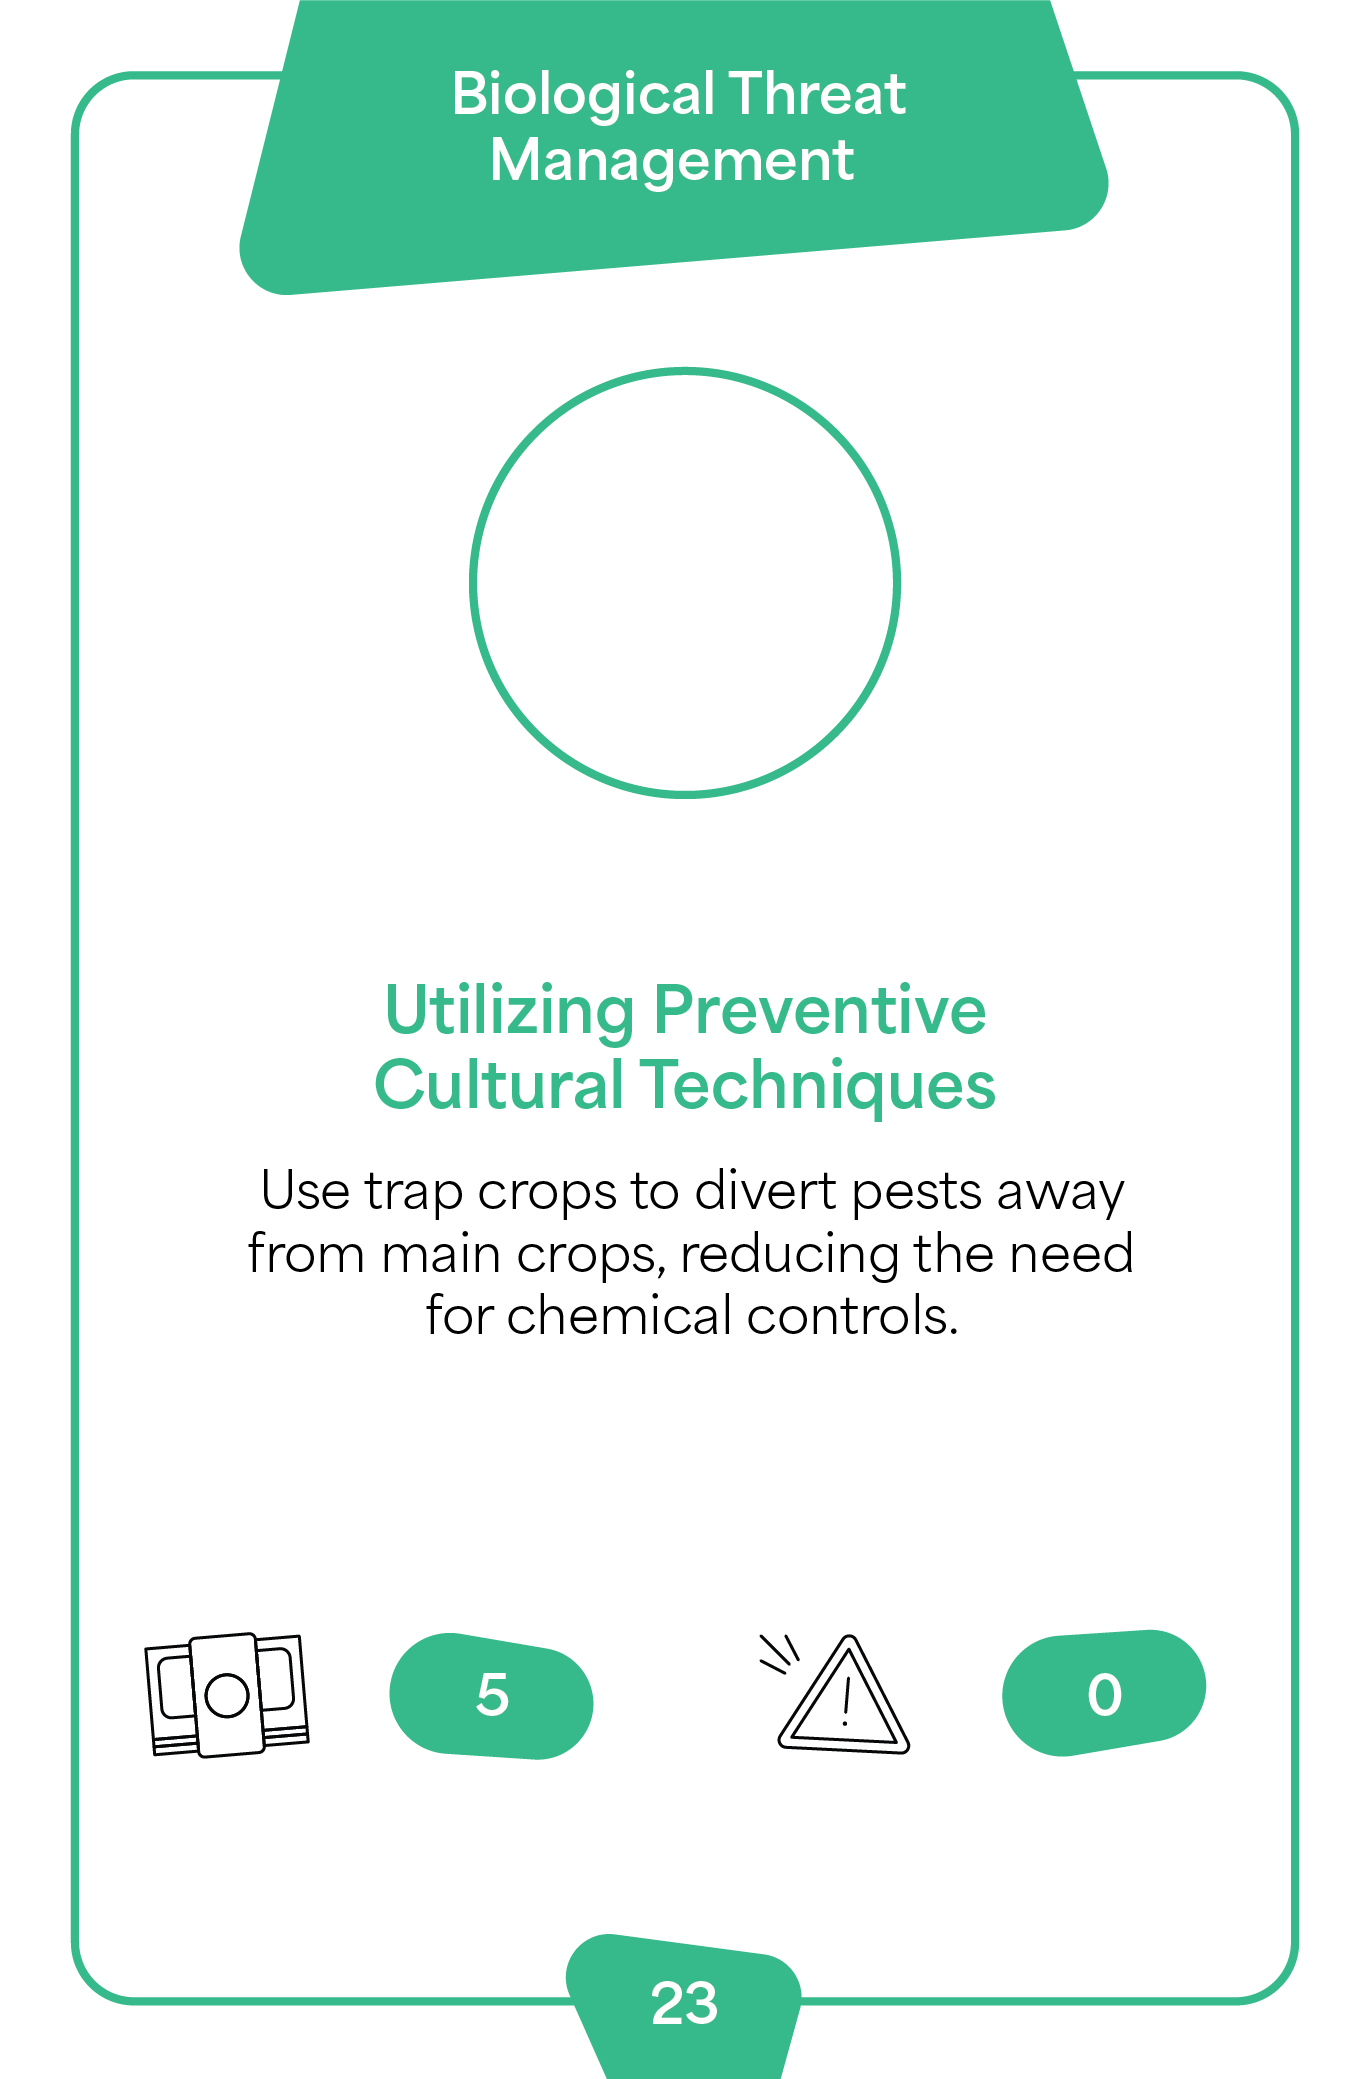 Biological Threat
Management
Utilizing Preventive
Cultural Techniques
Use trap crops to divert pests away
from main crops, reducing the need
for chemical controls.
5
!
0
23